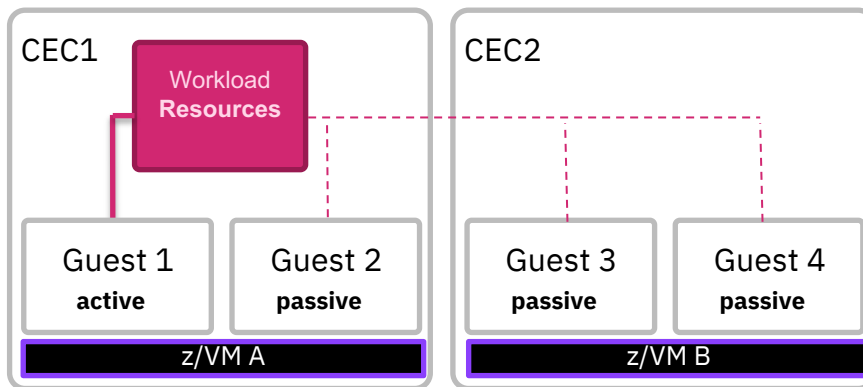 CEC1
Workload
Resources
Guest 1
active
Guest 2
passive
z/VM A
CEC2
Guest 3
passive
Guest 4
passive
z/VM B